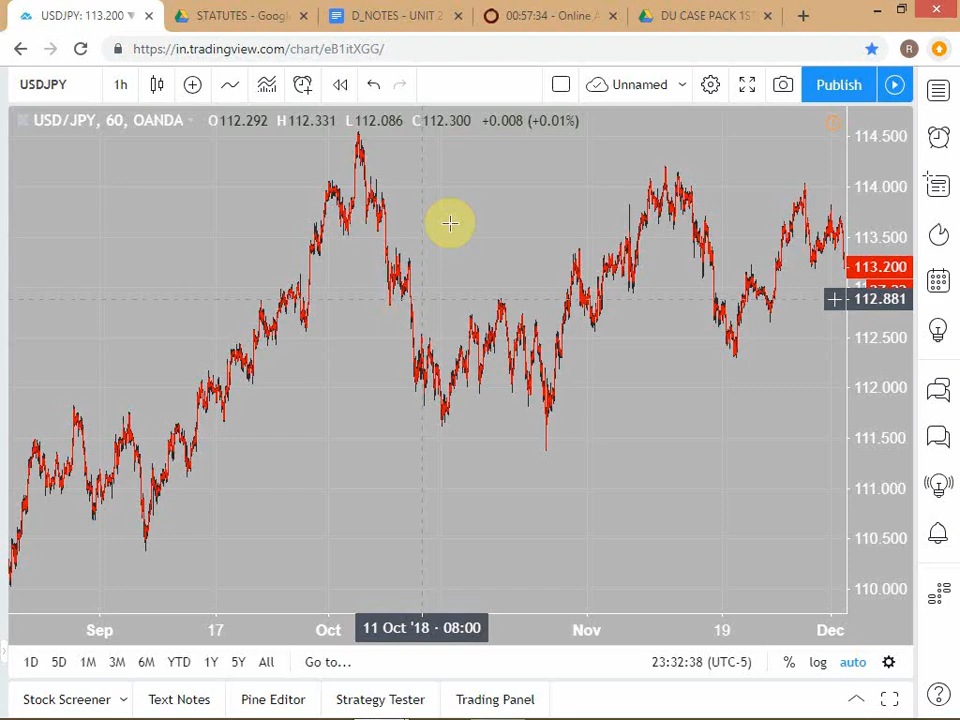 USDJPY: 113.200
STATUTES - Googl
D_NOTES - UNIT 2
00:57:34 - Online A
DU CASE PACK 1ST
https://in.tradingview.com/chart/eB1itXGG/
R
USDJPY 1h Unnamed Publish
USD/JPY, 60, OANDA O112.292 H112.331 L112.086 C112.300 +0.008 (+0.01%)
114.500
114.000
113.500
113.200
112.881
112.500
112.000
111.500
111.000
110.500
110.000
Sep 17 Oct 11 Oct '18 · 08:00 Nov 19 Dec
1D 5D 1M 3M 6M YTD 1Y 5Y All Go to... 23:32:38 (UTC-5) % log auto
Stock Screener Text Notes Pine Editor Strategy Tester Trading Panel